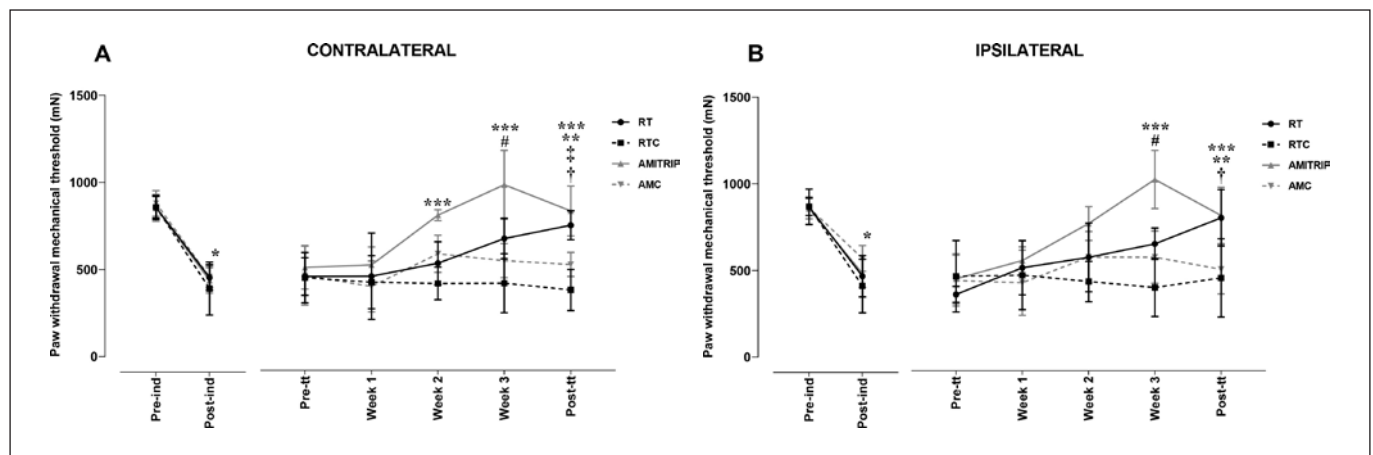 A
CONTRALATERAL
Paw withdrawal mechanical threshold (mN)
1500
1000
500
0
*
***
***
#
***
**
‡
†
RT
RTC
AMITRIP
AMC
Pre-ind
Post-ind
Pre-tt
Week 1
Week 2
Week 3
Post-tt
B
IPSILATERAL
Paw withdrawal mechanical threshold (mN)
1500
1000
500
0
*
***
#
***
**
†
RT
RTC
AMITRIP
AMC
Pre-ind
Post-ind
Pre-tt
Week 1
Week 2
Week 3
Post-tt